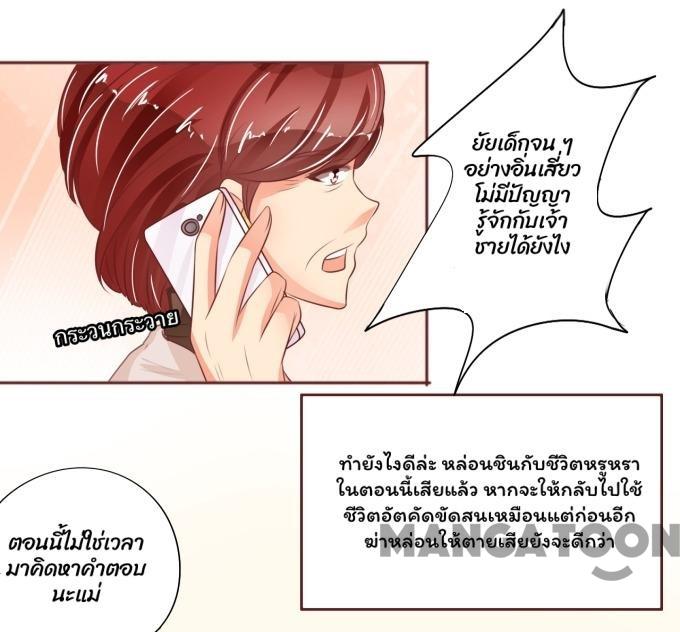 ยัยเด็กจน ๆ
อย่างอิ่นเสี่ยว
โม่มีปัญญา
รู้จักกับเจ้า
ชายได้ยังไง
กระวนกระวาย
ทำยังไงดีล่ะ หล่อนชินกับชีวิตหรูหรา
ในตอนนี้เสียแล้ว หากจะให้กลับไปใช้
ชีวิตอัตคัดขัดสนเหมือนแต่ก่อนอีก
ฆ่าหล่อนให้ตายเสียยังจะดีกว่า
MANGATOON
ตอนนี้ไม่ใช่เวลา
มาคิดหาคำตอบ
นะแม่